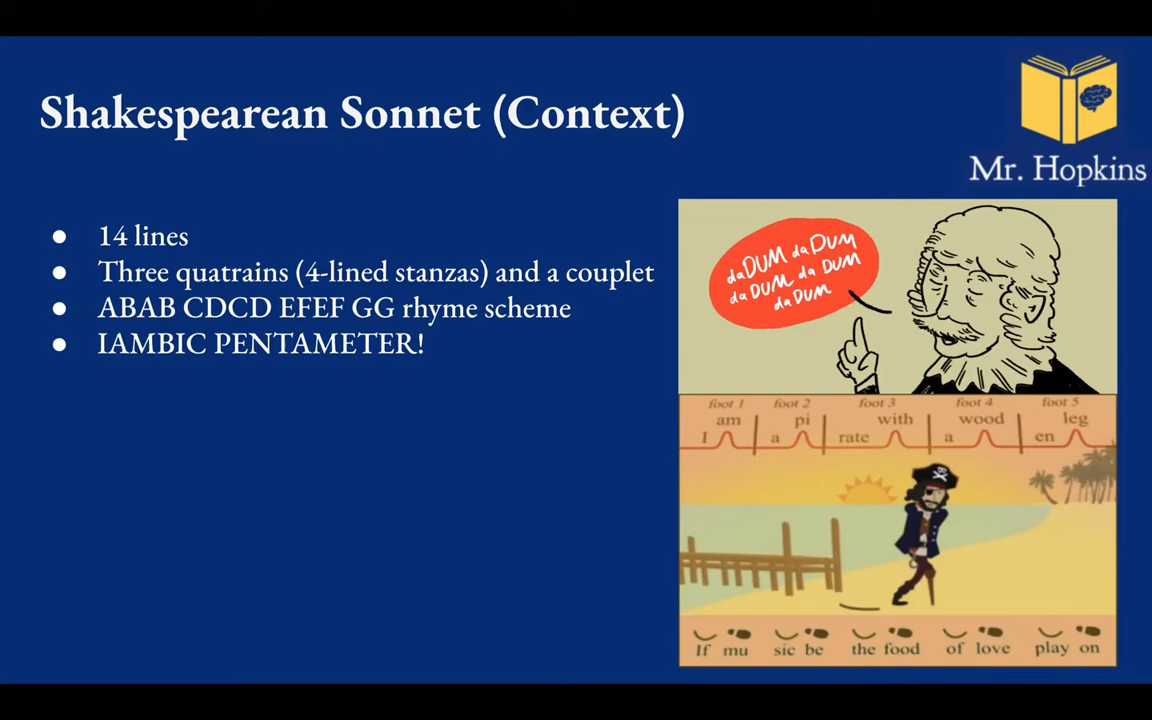 Shakespearean Sonnet (Context)
Mr. Hopkins
● 14 lines
● Three quatrains (4-lined stanzas) and a couplet
● ABAB CDCD EFEF GG rhyme scheme
● IAMBIC PENTAMETER!
daDUM daDUM
daDUM da DUM
daDUM
foot 1 foot 2 foot 3 foot 4 foot 5
am pi with wood leg
I a rate a en
If mu sic be the food of love play on